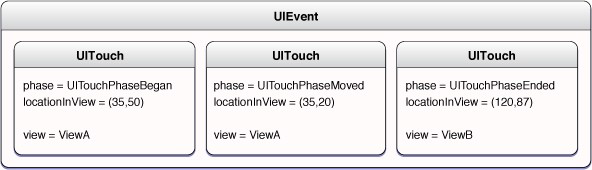 UIEvent
UITouch
phase = UITouchPhaseBegan
locationInView = (35,50)
view = ViewA
UITouch
phase = UITouchPhaseMoved
locationInView = (35,20)
view = ViewA
UITouch
phase = UITouchPhaseEnded
locationInView = (120,87)
view = ViewB